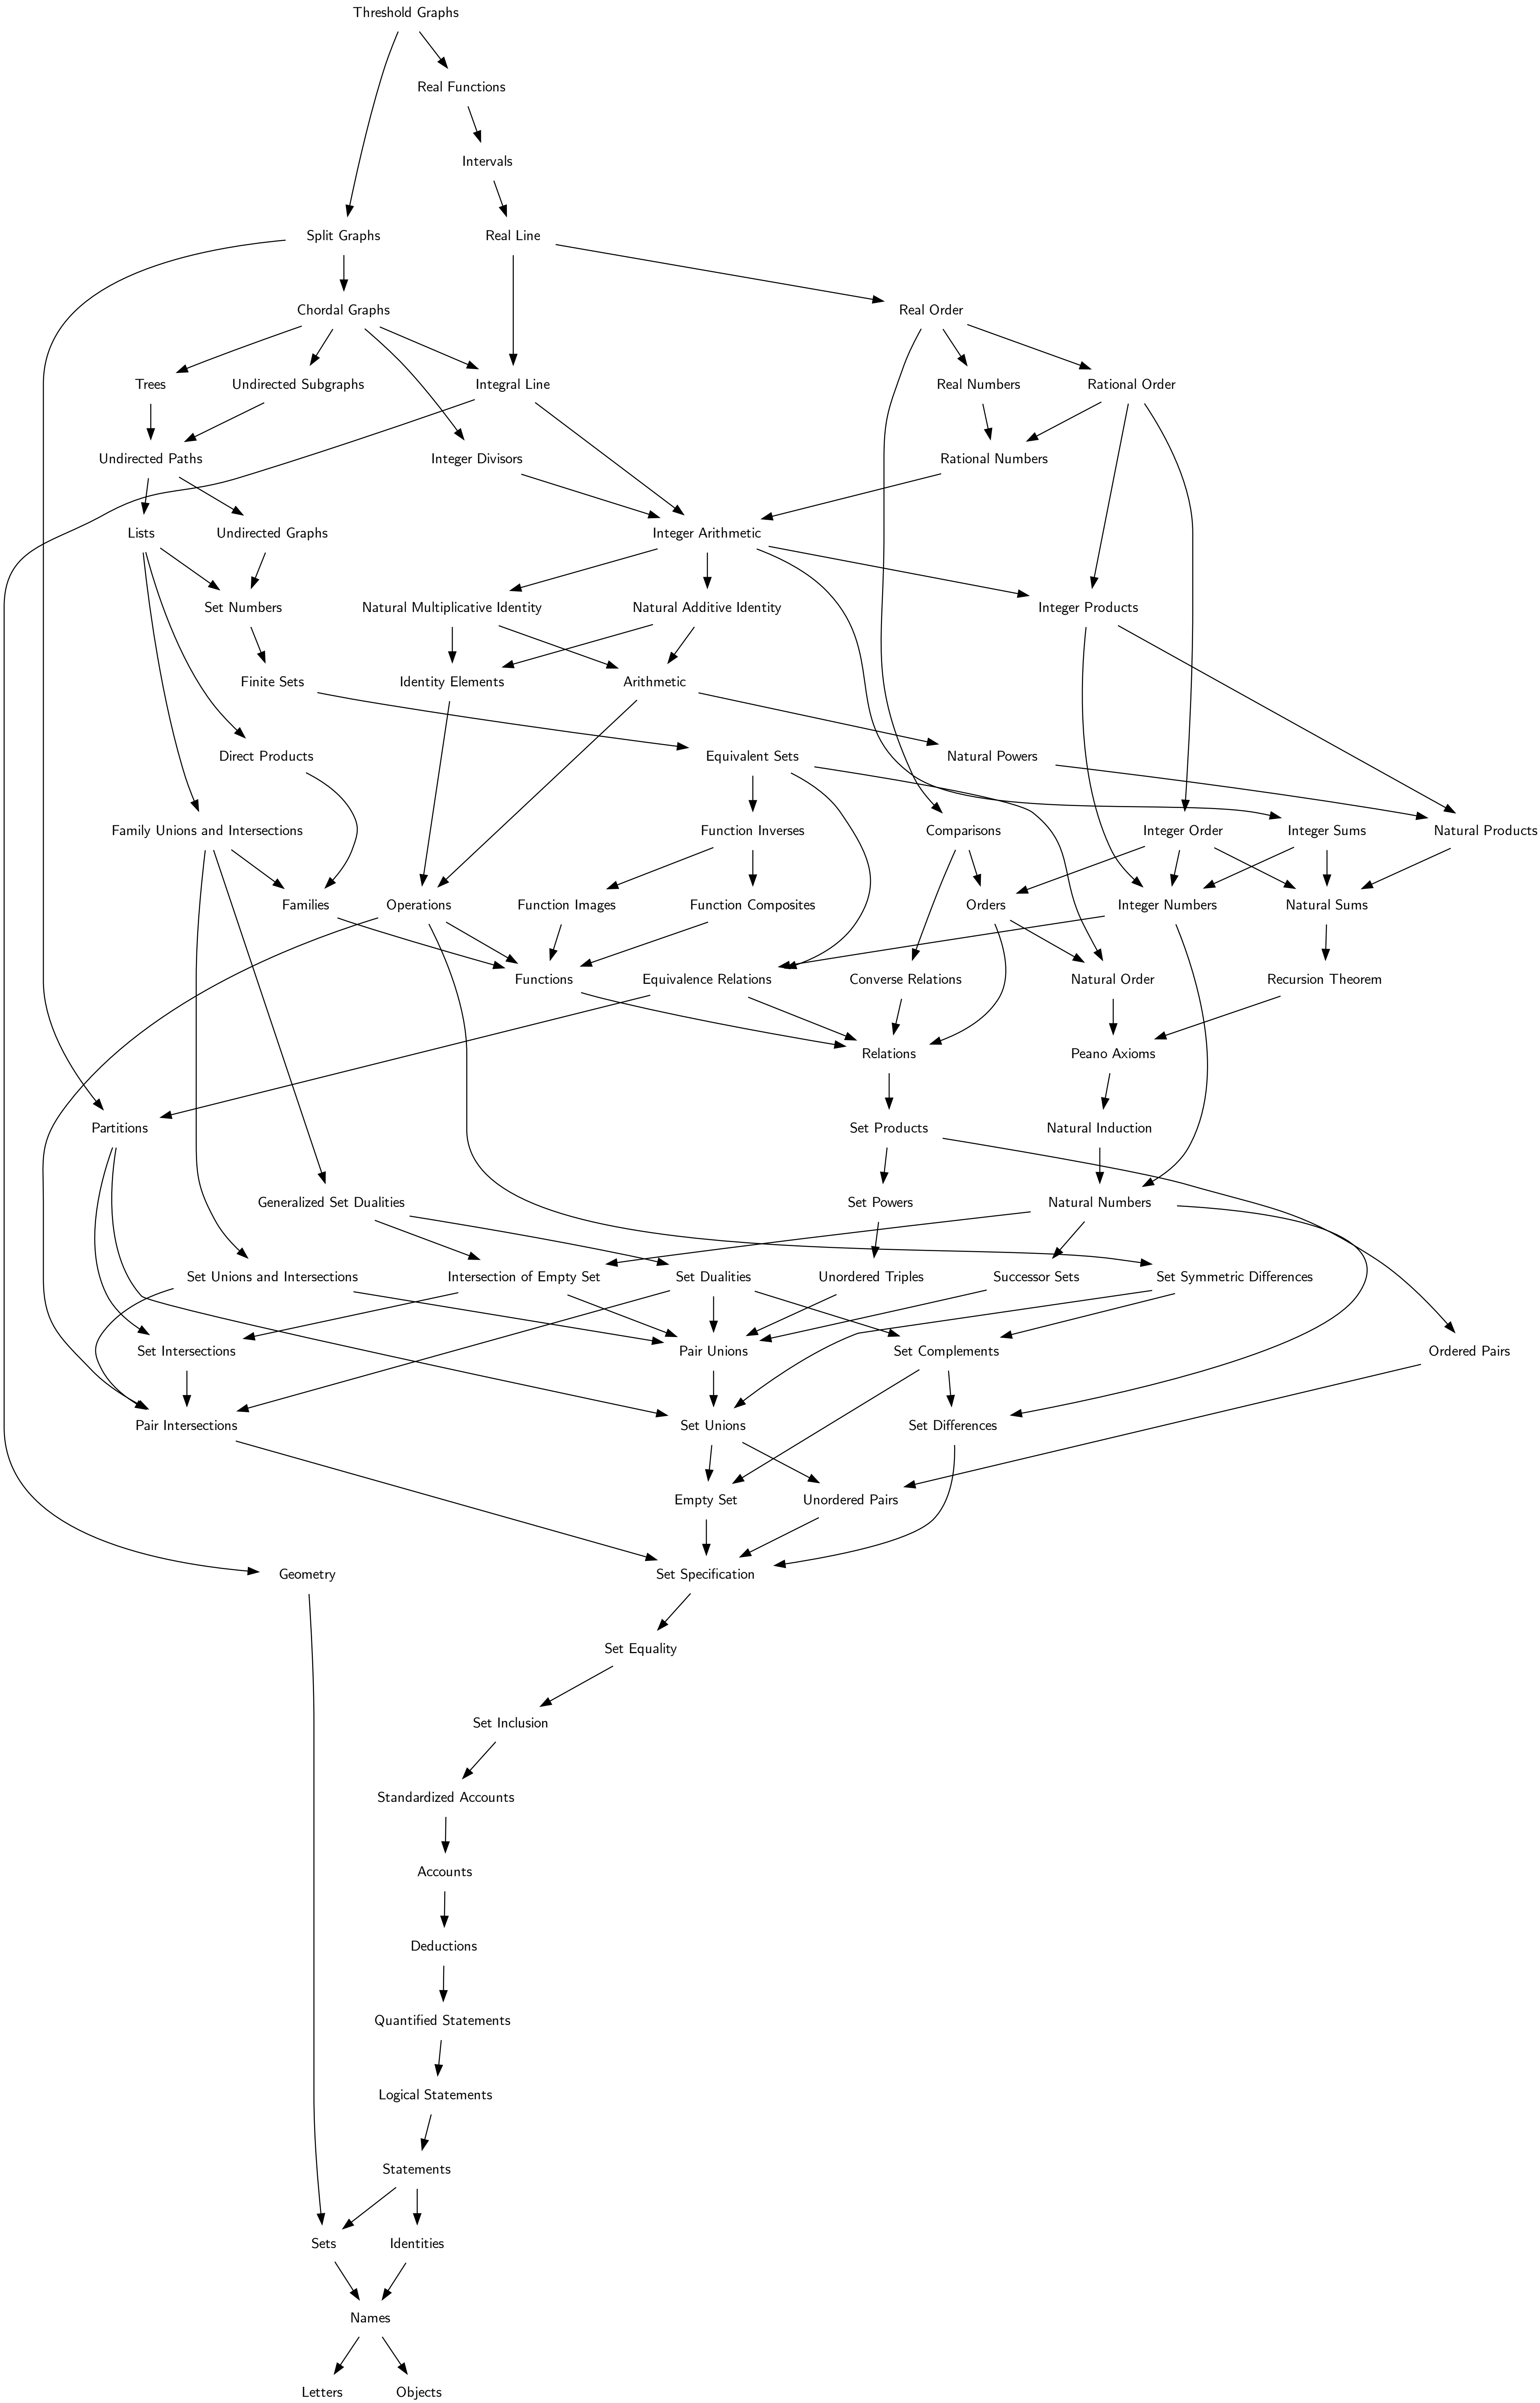 Threshold Graphs
Real Functions
Intervals
Split Graphs
Real Line
Chordal Graphs
Real Order
Trees
Undirected Subgraphs
Integral Line
Real Numbers
Rational Order
Undirected Paths
Integer Divisors
Rational Numbers
Lists
Undirected Graphs
Integer Arithmetic
Set Numbers
Natural Multiplicative Identity
Natural Additive Identity
Integer Products
Finite Sets
Identity Elements
Arithmetic
Direct Products
Equivalent Sets
Natural Powers
Family Unions and Intersections
Function Inverses
Comparisons
Integer Order
Integer Sums
Natural Products
Families
Operations
Function Images
Function Composites
Orders
Integer Numbers
Natural Sums
Functions
Equivalence Relations
Converse Relations
Natural Order
Recursion Theorem
Relations
Peano Axioms
Partitions
Set Products
Natural Induction
Generalized Set Dualities
Set Powers
Natural Numbers
Set Unions and Intersections
Intersection of Empty Set
Set Dualities
Unordered Triples
Successor Sets
Set Symmetric Differences
Set Intersections
Pair Unions
Set Complements
Ordered Pairs
Pair Intersections
Set Unions
Set Differences
Empty Set
Unordered Pairs
Geometry
Set Specification
Set Equality
Set Inclusion
Standardized Accounts
Accounts
Deductions
Quantified Statements
Logical Statements
Statements
Sets
Identities
Names
Letters
Objects